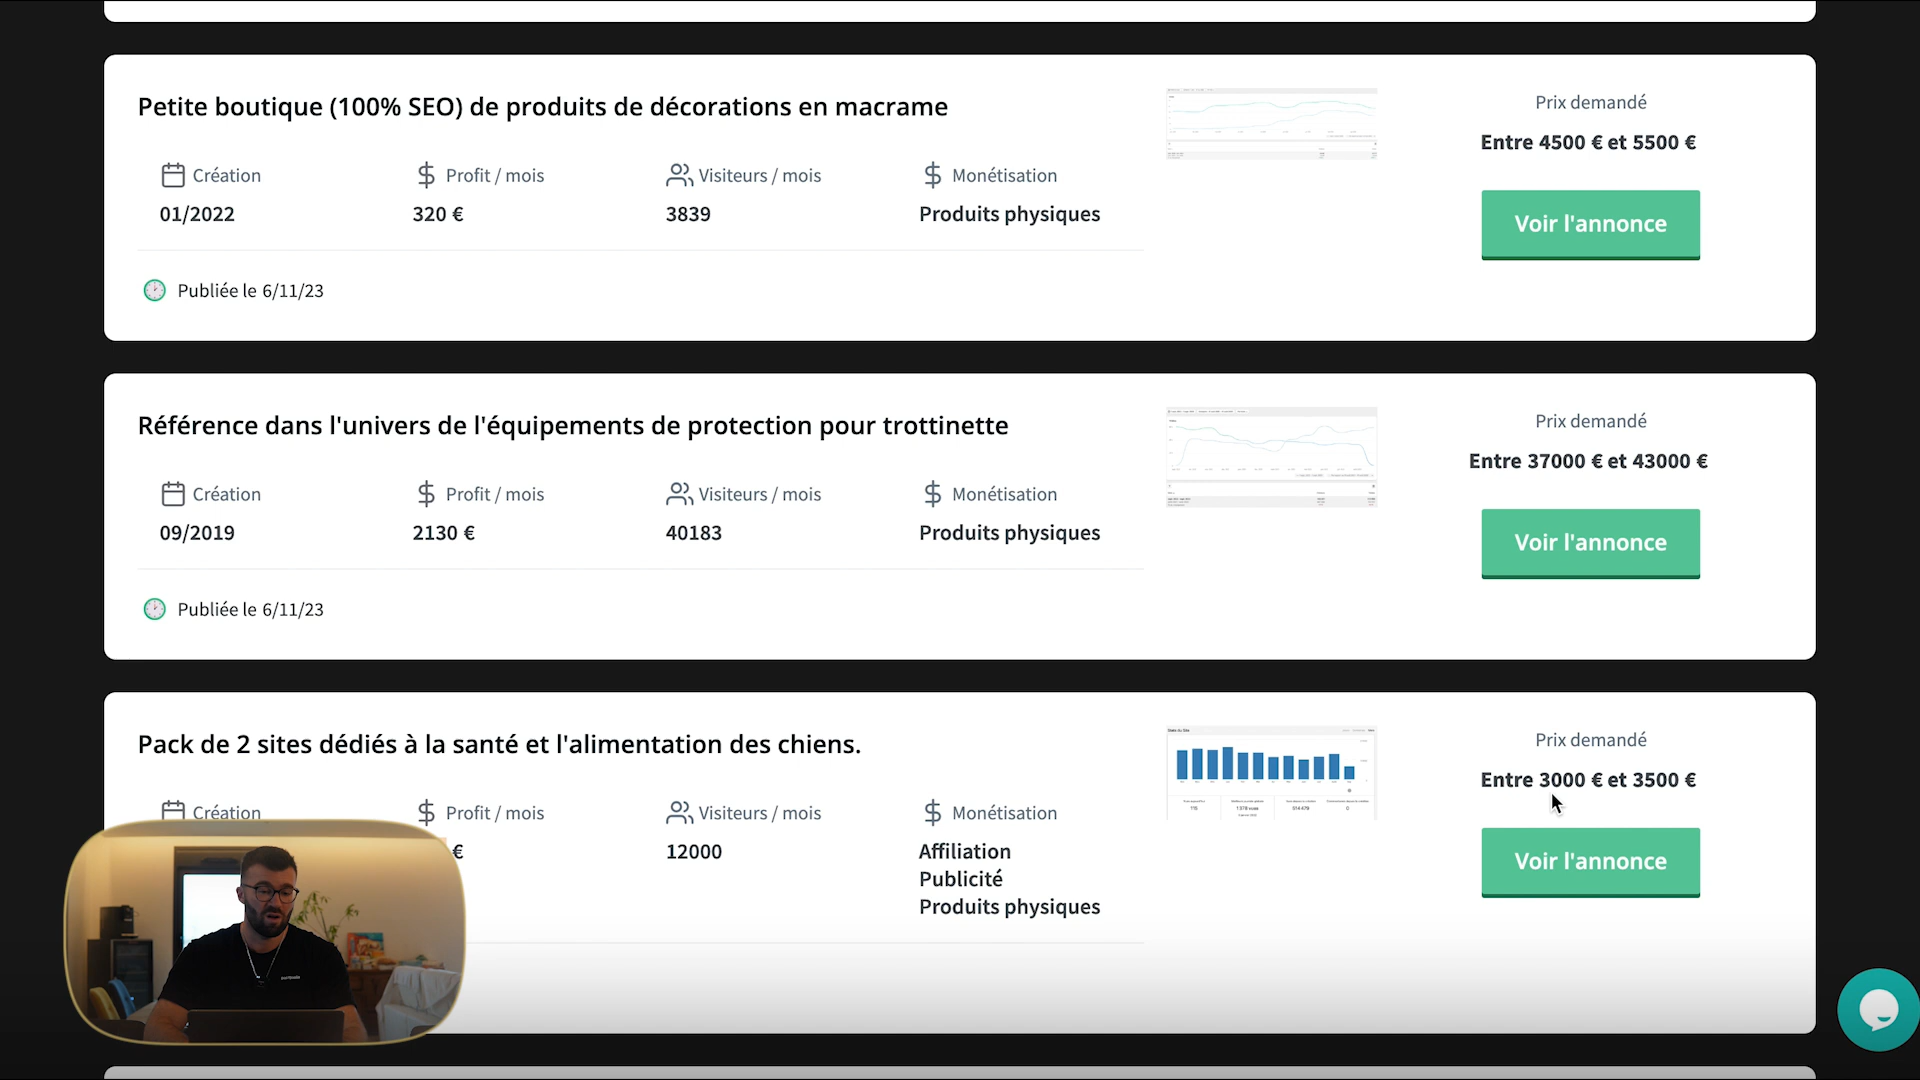 Petite boutique (100% SEO) de produits de décorations en macrame
Création
Profit / mois
Visiteurs / mois
Monétisation
01/2022
320 €
3839
Produits physiques
Publiée le 6/11/23
Prix demandé
Entre 4500 € et 5500 €
Voir l'annonce
Référence dans l'univers de l'équipements de protection pour trottinette
Création
Profit / mois
Visiteurs / mois
Monétisation
09/2019
2130 €
40183
Produits physiques
Publiée le 6/11/23
Prix demandé
Entre 37000 € et 43000 €
Voir l'annonce
Pack de 2 sites dédiés à la santé et l'alimentation des chiens.
Création
Profit / mois
Visiteurs / mois
Monétisation
€
12000
Affiliation
Publicité
Produits physiques
Prix demandé
Entre 3000 € et 3500 €
Voir l'annonce